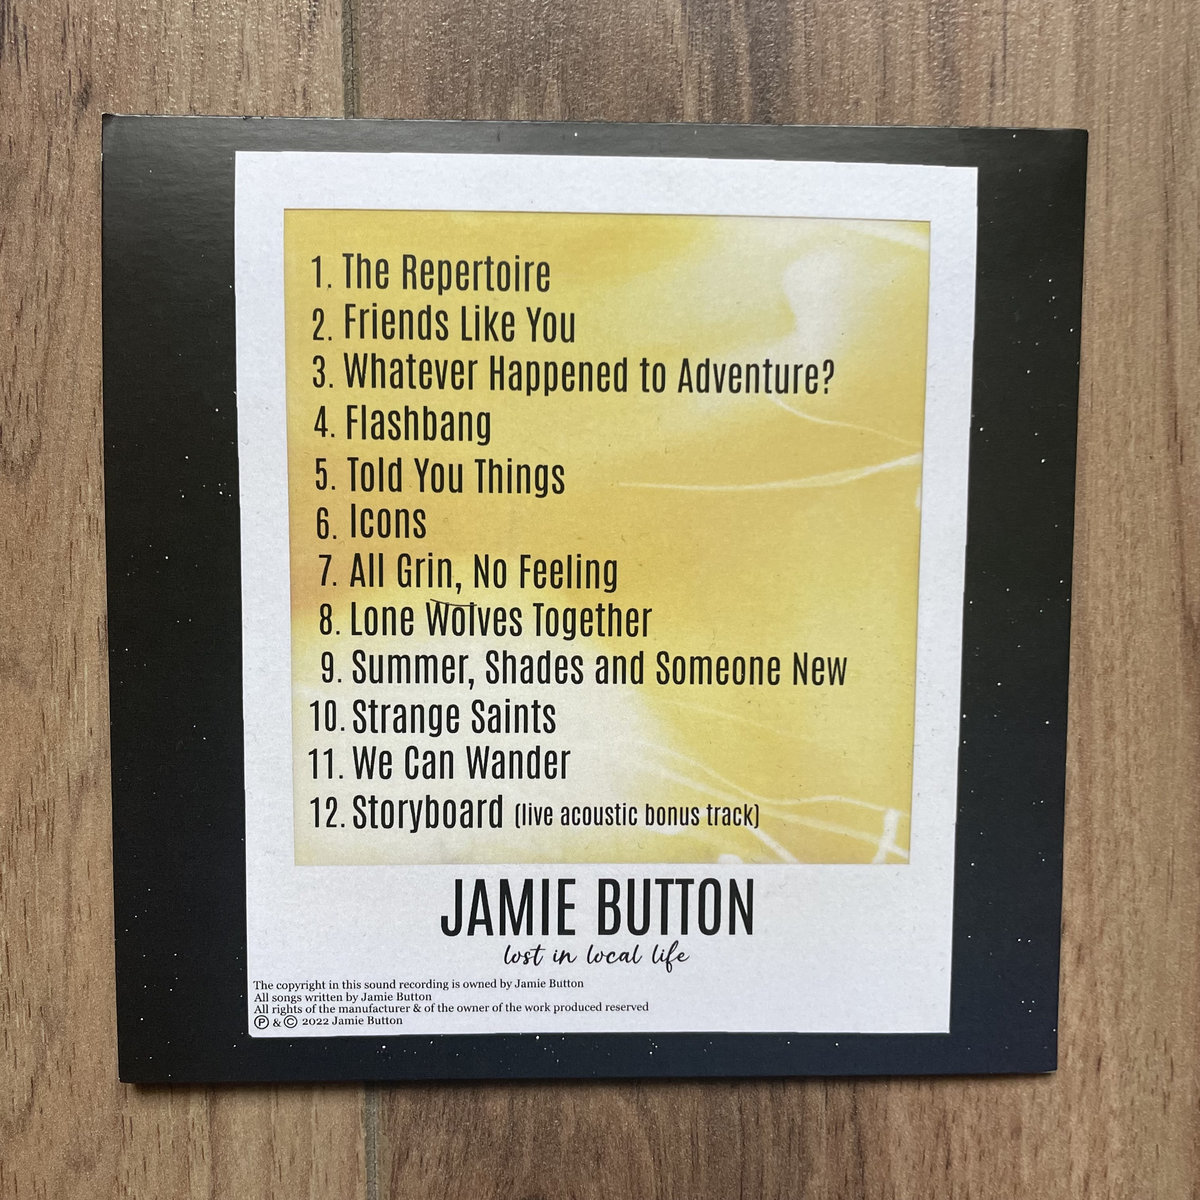 1. The Repertoire
2. Friends Like You
3. Whatever Happened to Adventure?
4. Flashbang
5. Told You Things
6. Icons
7. All Grin, No Feeling
8. Lone Wolves Together
9. Summer, Shades and Someone New
10. Strange Saints
11. We Can Wander
12. Storyboard (live acoustic bonus track)
JAMIE BUTTON
lost in local life
The copyright in this sound recording is owned by Jamie Button
All songs written by Jamie Button
All rights of the manufacturer & of the owner of the work produced reserved
Ⓟ & © 2022 Jamie Button